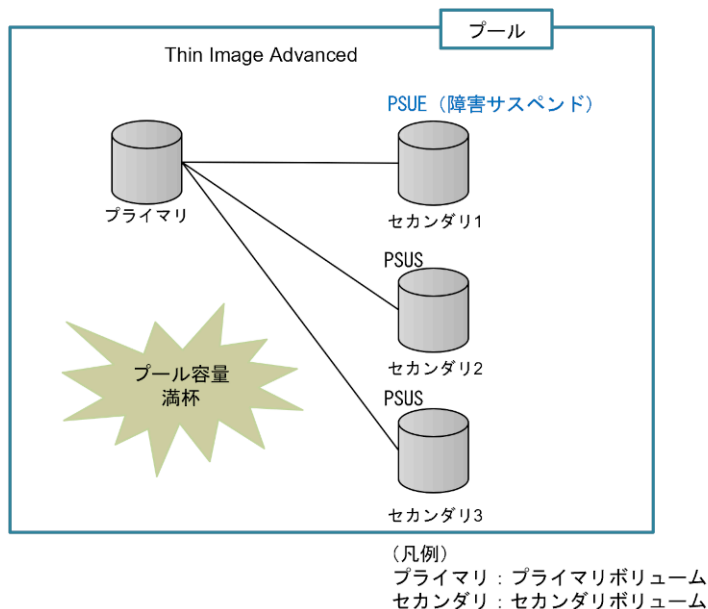 プール
Thin Image Advanced
PSUE（障害サスペンド）
プライマリ
セカンダリ1
PSUS
セカンダリ2
プール容量
満杯
PSUS
セカンダリ3
（凡例）
プライマリ：プライマリボリューム
セカンダリ：セカンダリボリューム